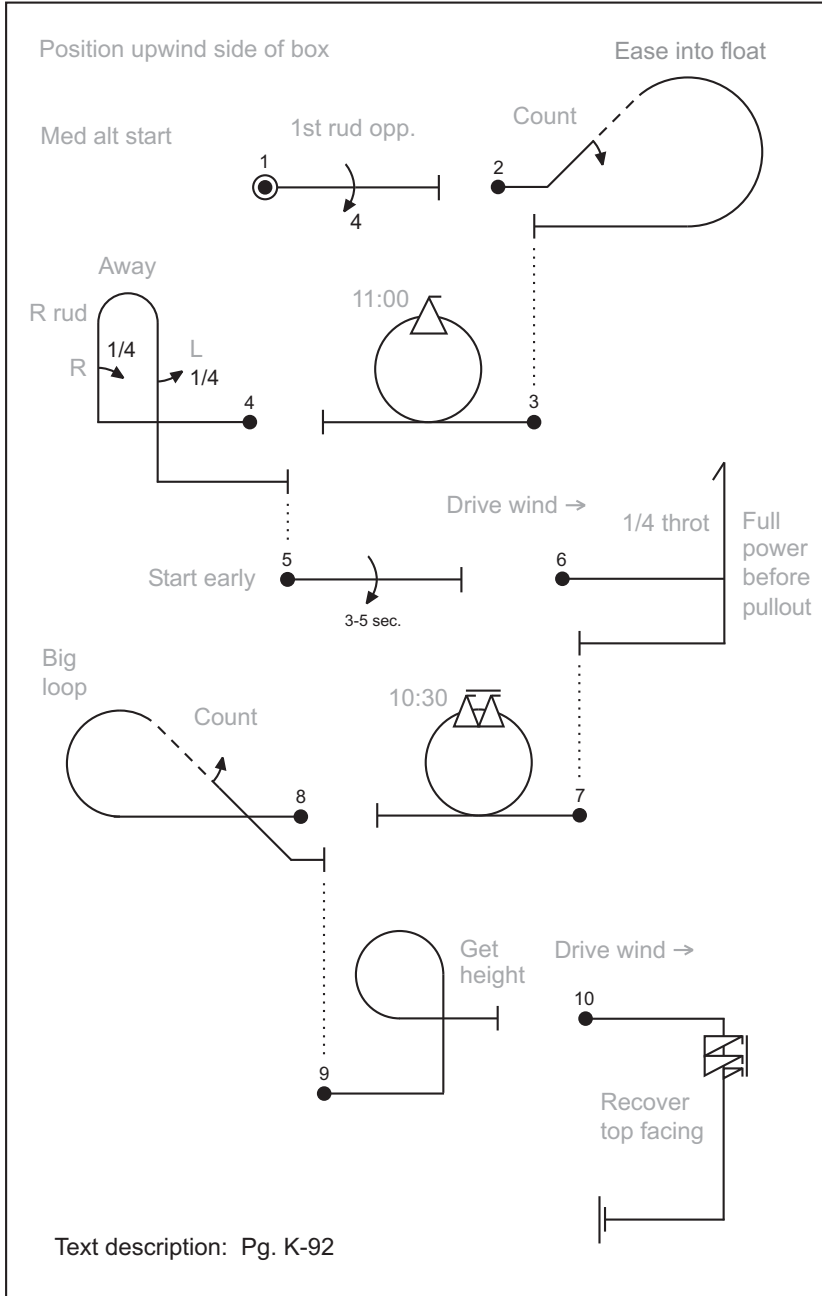 Position upwind side of box
Ease into float
Med alt start
1st rud opp.
Count
1
2
4
Away
R rud
11:00
1/4
R
L
1/4
4
3
Drive wind →
1/4 throt
Full
power
before
pullout
Start early
5
6
3-5 sec.
Big
loop
Count
10:30
8
7
Get
height
Drive wind →
10
9
Recover
top facing
Text description: Pg. K-92